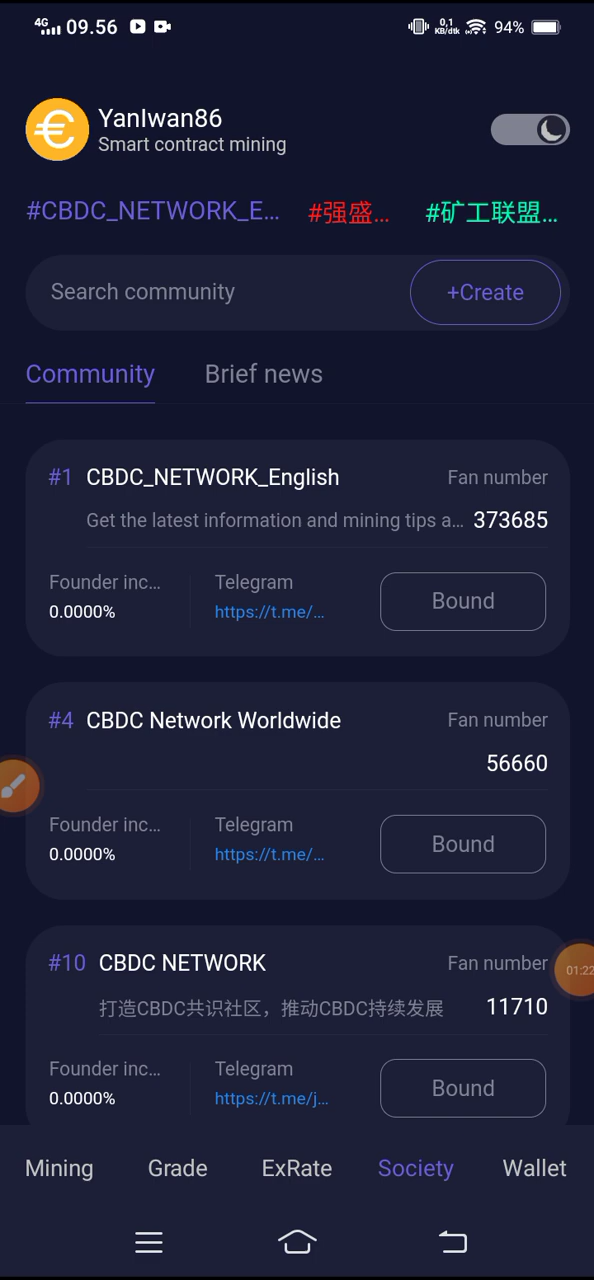 4G 09.56 0,1 KB/dtk 94%
YanIwan86
Smart contract mining
#CBDC_NETWORK_E... #强盛... #矿工联盟...
Search community +Create
Community Brief news
#1 CBDC_NETWORK_English Fan number
Get the latest information and mining tips a... 373685
Founder inc... Telegram Bound
0.0000% https://t.me/...
#4 CBDC Network Worldwide Fan number
56660
Founder inc... Telegram Bound
0.0000% https://t.me/...
#10 CBDC NETWORK Fan number
01:22
打造CBDC共识社区，推动CBDC持续发展 11710
Founder inc... Telegram Bound
0.0000% https://t.me/j...
Mining Grade ExRate Society Wallet